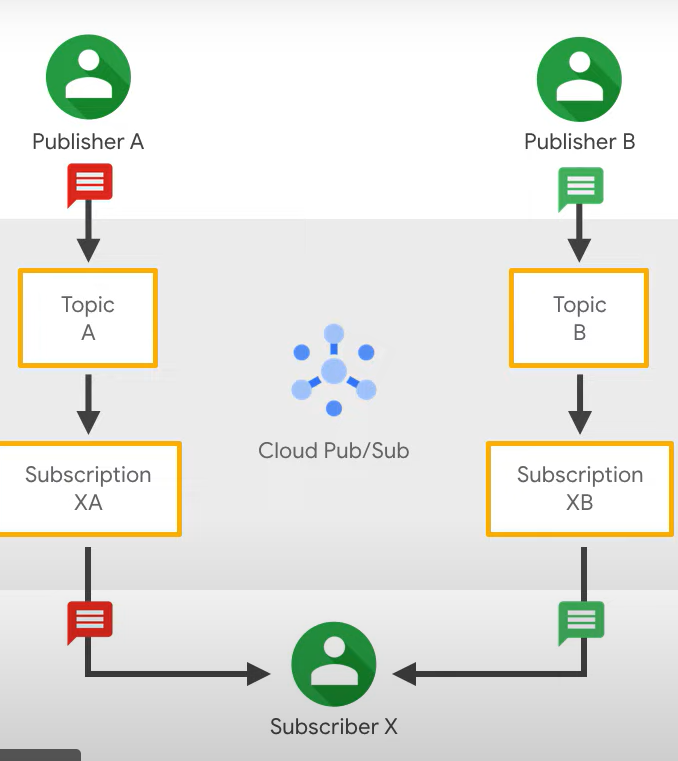 Publisher A
Publisher B
Topic
A
Topic
B
Cloud Pub/Sub
Subscription
XA
Subscription
XB
Subscriber X